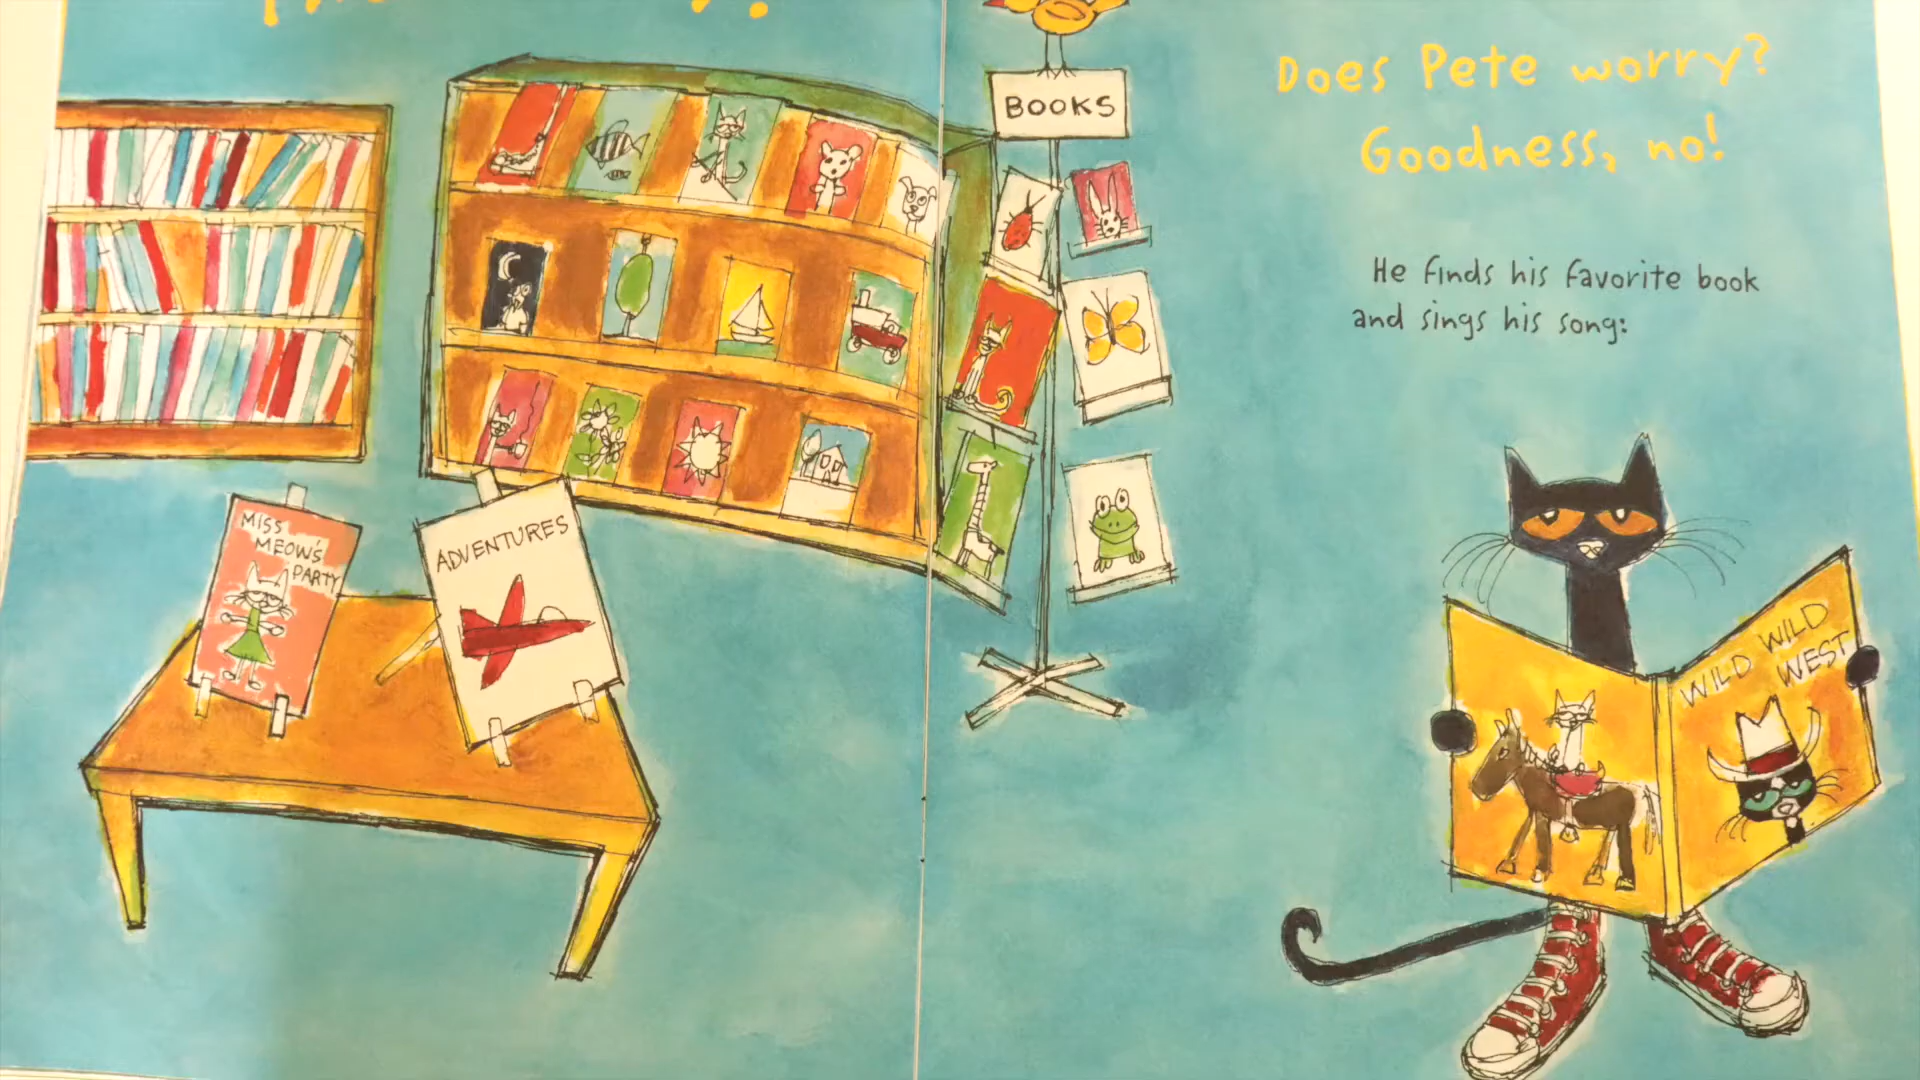 MISS
MEOW'S
PARTY
ADVENTURES
BOOKS
Does Pete worry?
Goodness, no!
He finds his favorite book
and sings his song:
WILD WILD
WEST